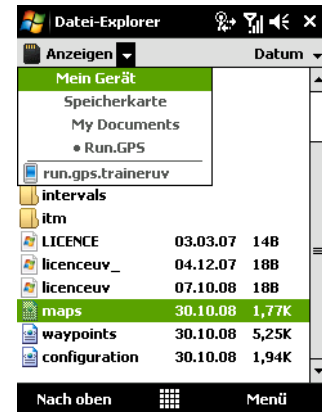 Datei-Explorer
Anzeigen Datum
Mein Gerät
Speicherkarte
My Documents
• Run.GPS
run.gps.traineruv
intervals
itm
LICENCE 03.03.07 14B
licenceuv_ 04.12.07 18B
licenceuv 07.10.08 18B
maps 30.10.08 1,77K
waypoints 30.10.08 5,25K
configuration 30.10.08 1,94K
Nach oben Menü